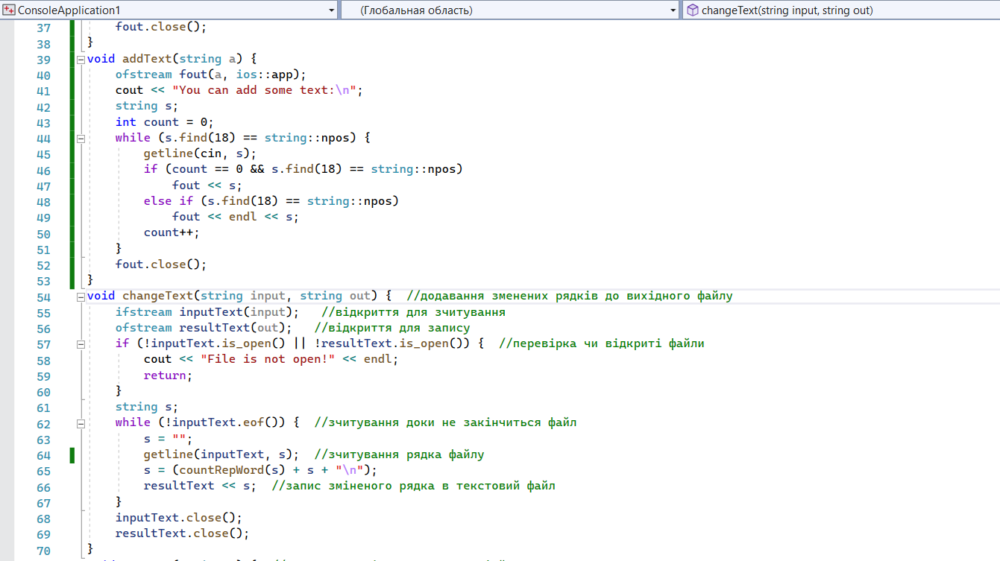 ConsoleApplication1 (Глобальная область) changeText(string input, string out)
37 fout.close();
38 }
39 void addText(string a) {
40 ofstream fout(a, ios::app);
41 cout << "You can add some text:\n";
42 string s;
43 int count = 0;
44 while (s.find(18) == string::npos) {
45 getline(cin, s);
46 if (count == 0 && s.find(18) == string::npos)
47 fout << s;
48 else if (s.find(18) == string::npos)
49 fout << endl << s;
50 count++;
51 }
52 fout.close();
53 }
54 void changeText(string input, string out) { //додавання зменених рядків до вихідного файлу
55 ifstream inputText(input); //відкриття для зчитування
56 ofstream resultText(out); //відкриття для запису
57 if (!inputText.is_open() || !resultText.is_open()) { //перевірка чи відкриті файли
58 cout << "File is not open!" << endl;
59 return;
60 }
61 string s;
62 while (!inputText.eof()) { //зчитування доки не закінчиться файл
63 s = "";
64 getline(inputText, s); //зчитування рядка файлу
65 s = (countRepWord(s) + s + "\n");
66 resultText << s; //запис зміненого рядка в текстовий файл
67 }
68 inputText.close();
69 resultText.close();
70 }